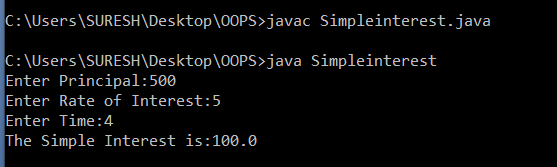 C:\Users\SURESH\Desktop\OOPS>javac Simpleinterest.java
C:\Users\SURESH\Desktop\OOPS>java Simpleinterest
Enter Principal:500
Enter Rate of Interest:5
Enter Time:4
The Simple Interest is:100.0